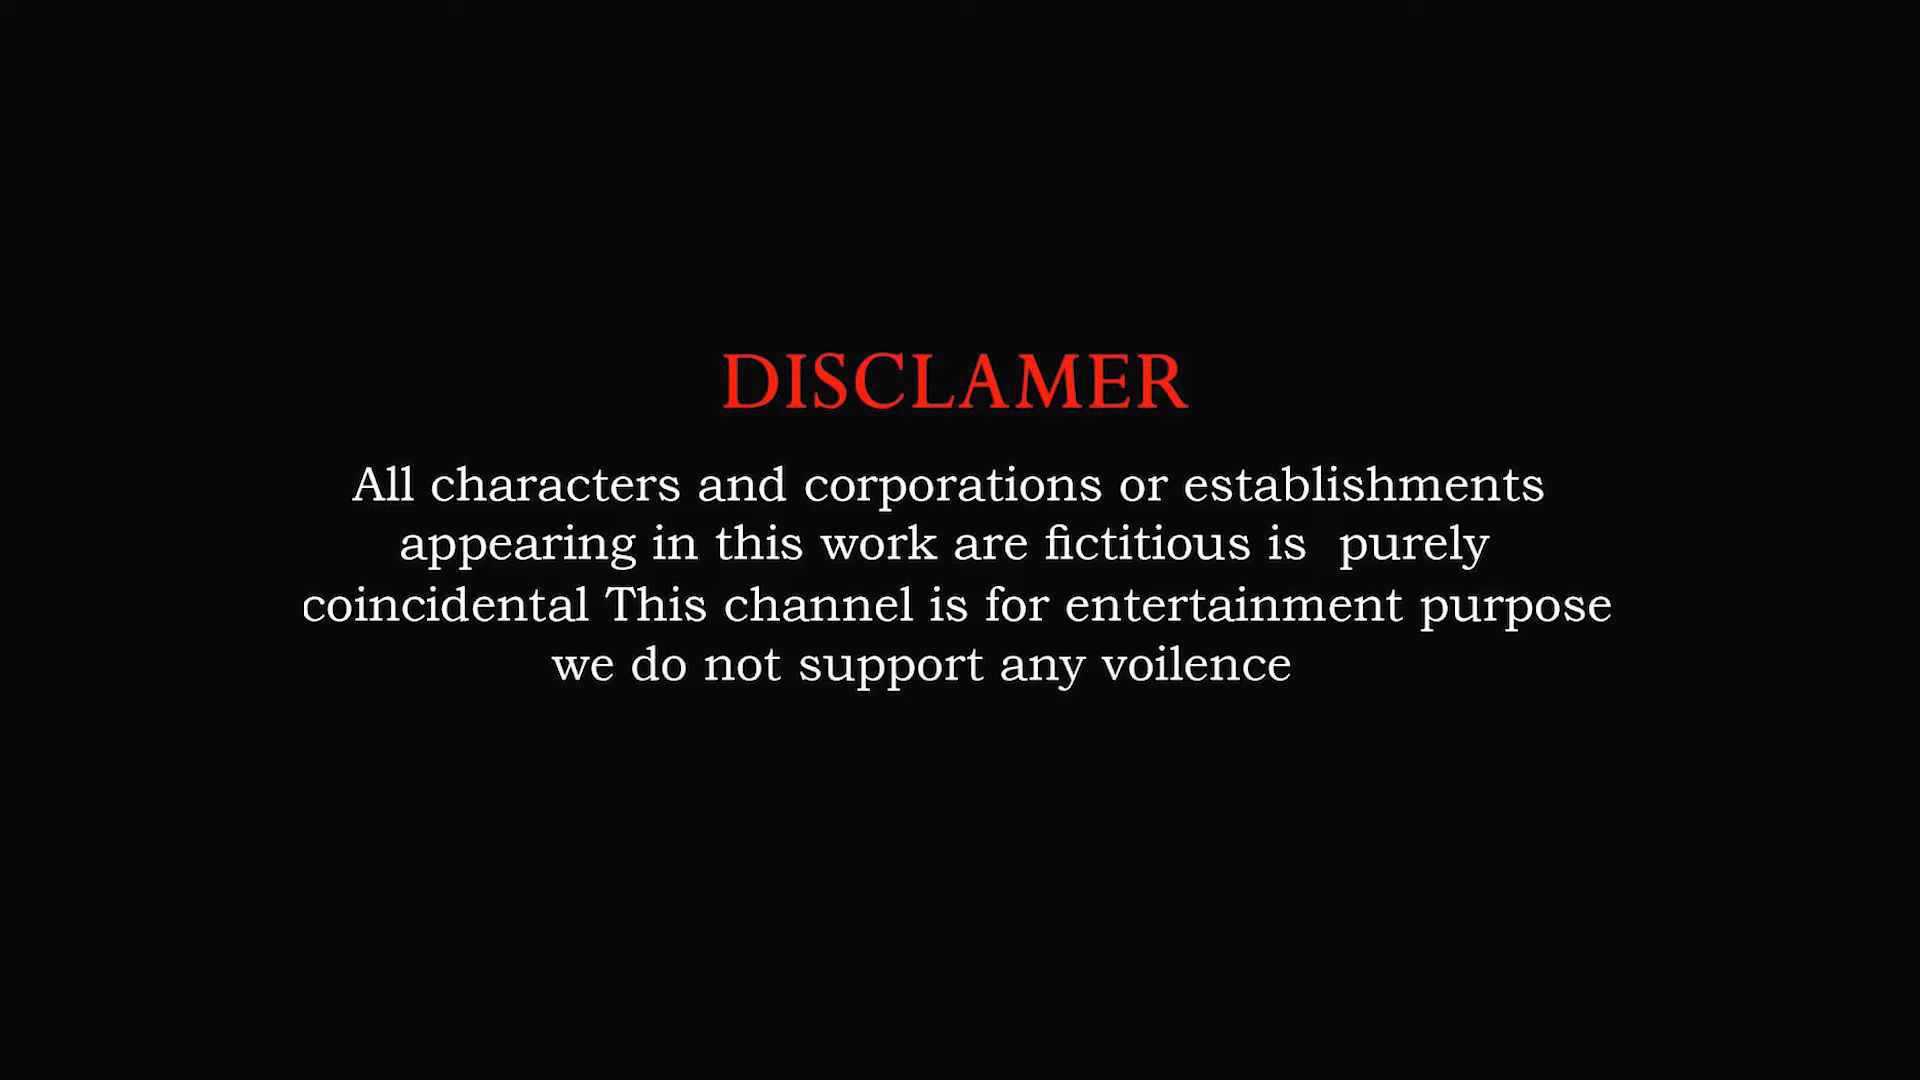 DISCLAMER
All characters and corporations or establishments
appearing in this work are fictitious is  purely
coincidental This channel is for entertainment purpose
we do not support any voilence